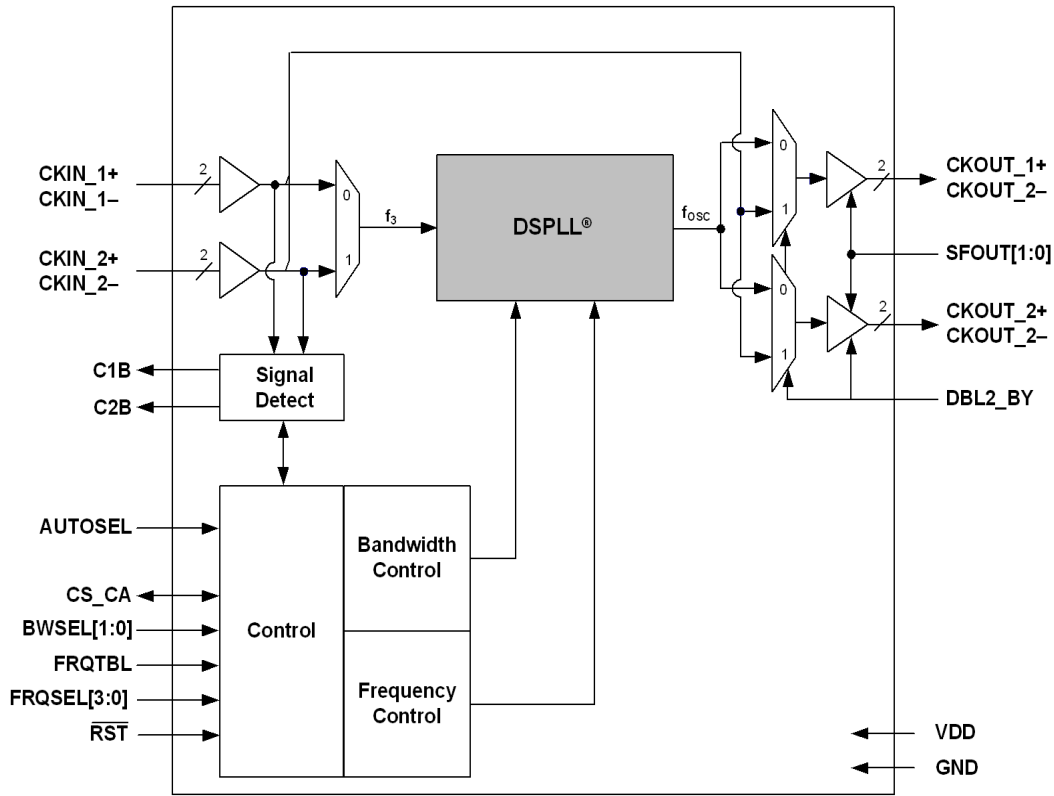 CKIN_1+
CKIN_1–
2
0
f3
CKIN_2+
CKIN_2–
2
1
DSPLL®
fOSC
0
1
2
CKOUT_1+
CKOUT_2–
SFOUT[1:0]
0
1
2
CKOUT_2+
CKOUT_2–
DBL2_BY
C1B
C2B
Signal
Detect
AUTOSEL
CS_CA
BWSEL[1:0]
FRQTBL
FRQSEL[3:0]
RST
Control
Bandwidth
Control
Frequency
Control
VDD
GND